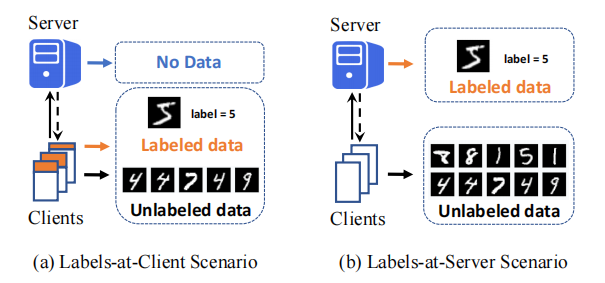 Server
No Data
label = 5
Labeled data
Unlabeled data
Clients
(a) Labels-at-Client Scenario
Server
label = 5
Labeled data
Unlabeled data
Clients
(b) Labels-at-Server Scenario